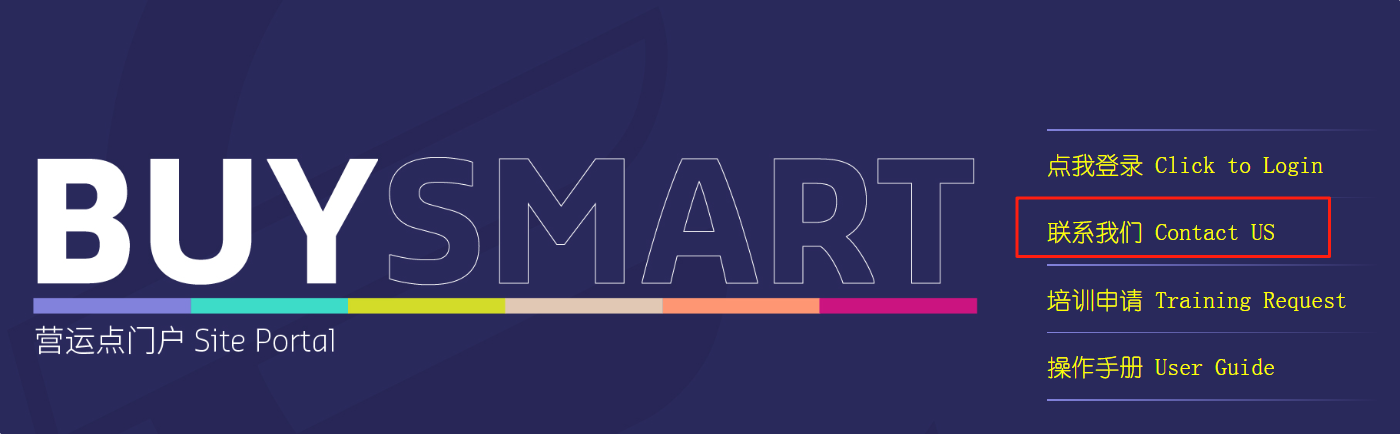 BUYSMART
营运点门户 Site Portal
点我登录 Click to Login
联系我们 Contact US
培训申请 Training Request
操作手册 User Guide